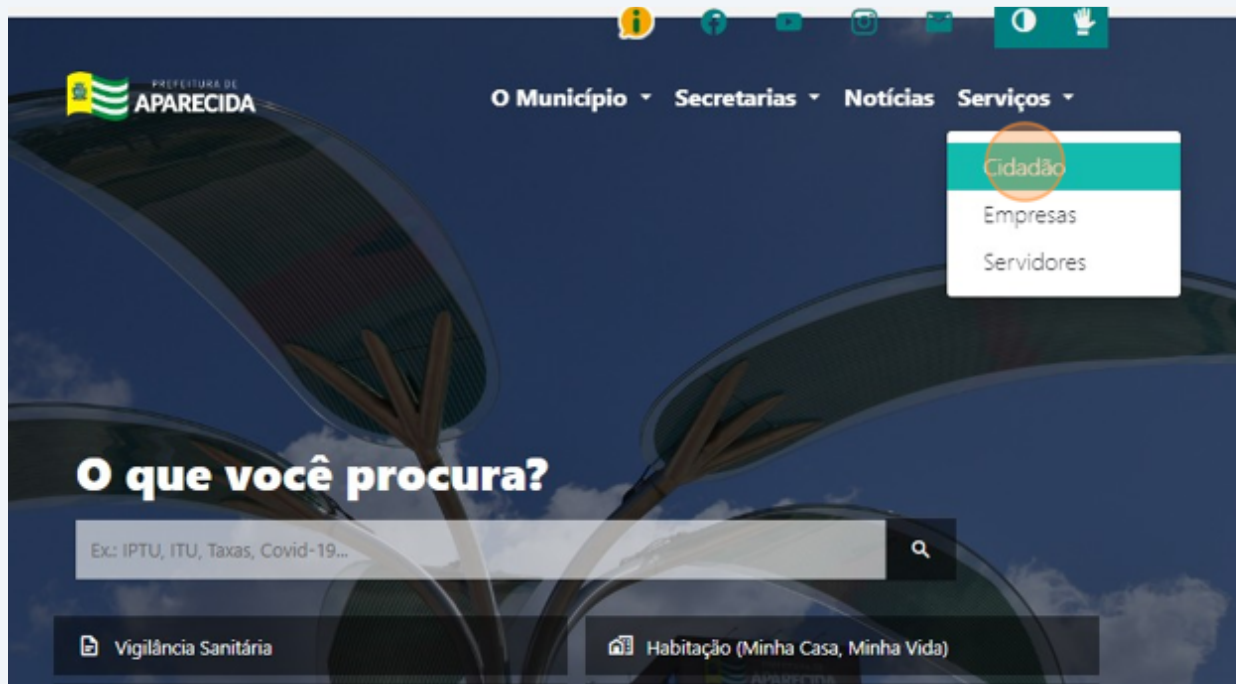 PREFEITURA DE
APARECIDA
O Município Secretarias Notícias Serviços
Cidadão
Empresas
Servidores
O que você procura?
Ex.: IPTU, ITU, Taxas, Covid-19...
Vigilância Sanitária
Habitação (Minha Casa, Minha Vida)
APARECIDA